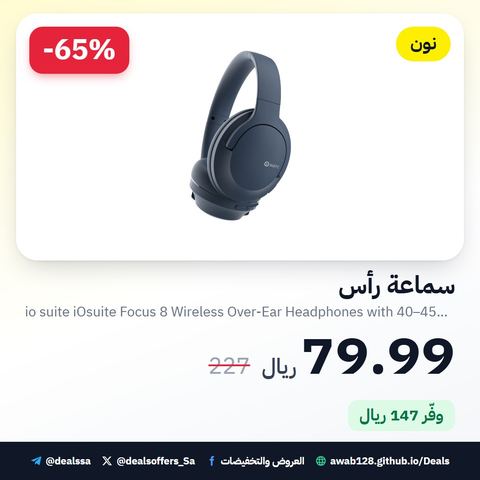 -65%
نون
سماعة رأس
io suite iOsuite Focus 8 Wireless Over-Ear Headphones with 40–45...
79.99 ريال 227
وفّر 147 ريال
@dealssa @dealsoffers_Sa العروض والتخفيضات awab128.github.io/Deals